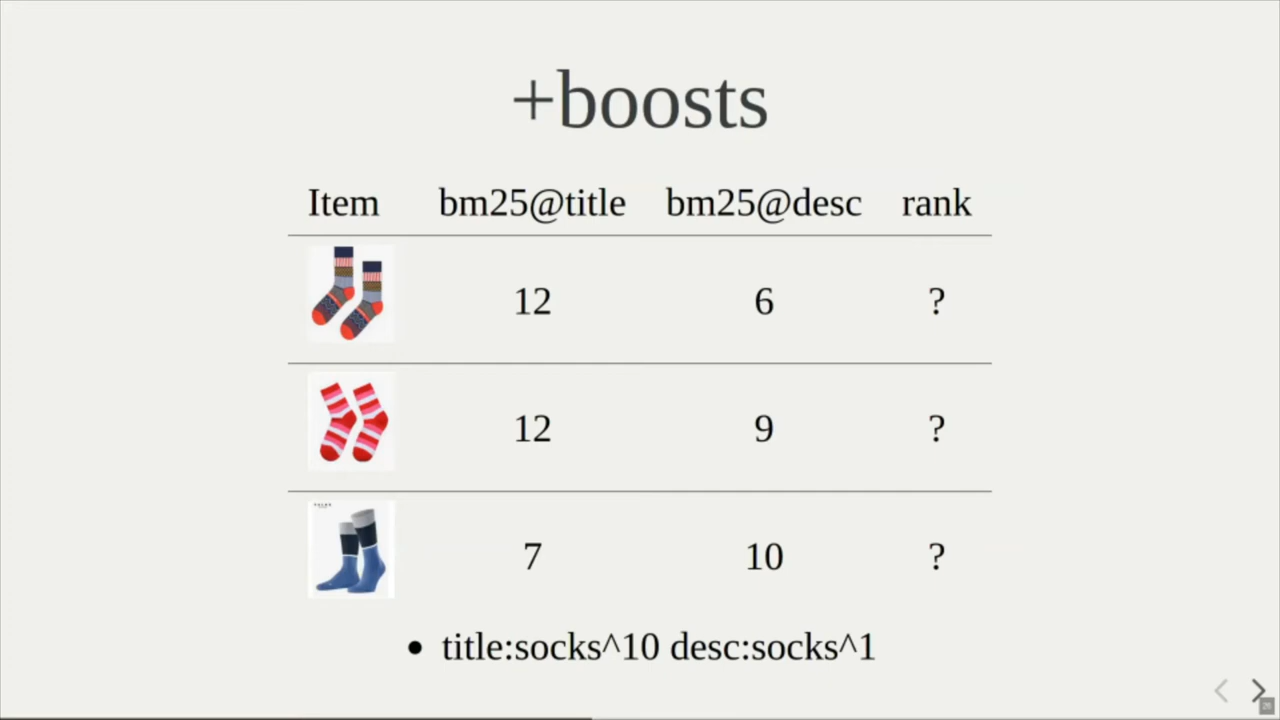 +boosts
Item bm25@title bm25@desc rank
12 6 ?
12 9 ?
7 10 ?
• title:socks^10 desc:socks^1